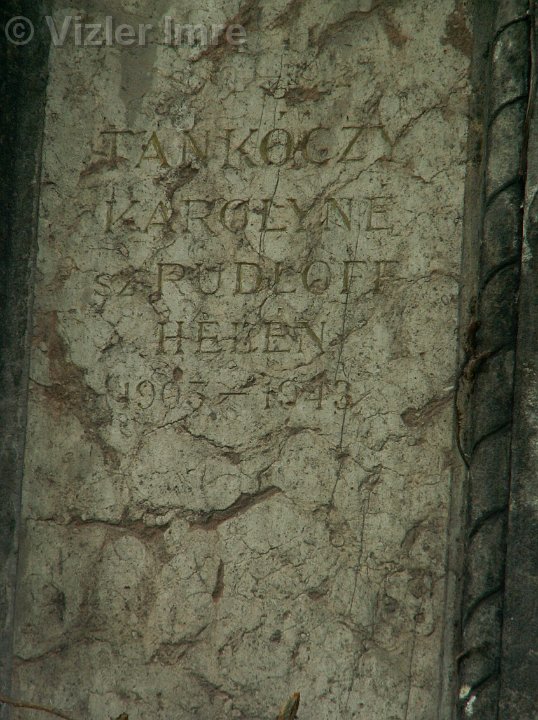 © Vizler Imre
TANKÓCZY
KÁROLYNÉ
SZ. RUDLOFF
HELÉN
1903 – 1943